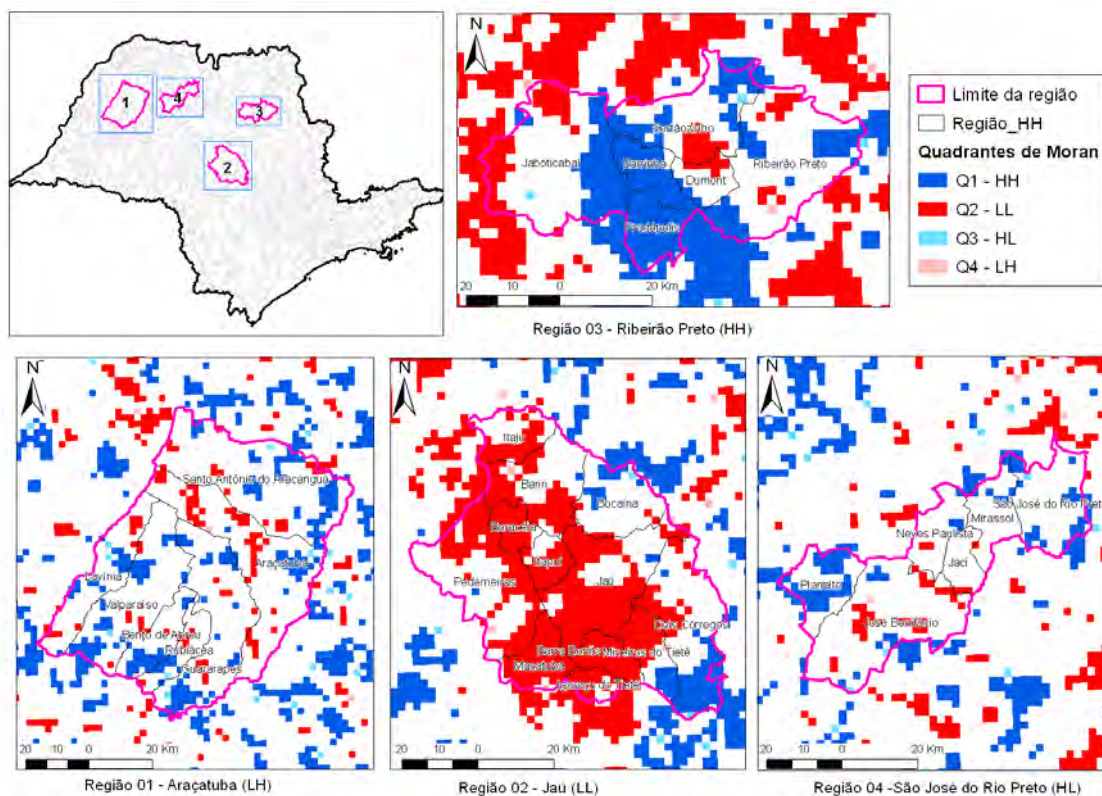 1
4
3
2
N
Jaboticabal
Dumont
Ribeirão Preto
Pradópolis
20 10 0 20 Km
Região 03 - Ribeirão Preto (HH)
Limite da região
Região_HH
Quadrantes de Moran
Q1 - HH
Q2 - LL
Q3 - HL
Q4 - LH
N
Santo Antônio do Aracanguá
Araçatuba
Lavínia
Valparaíso
Bento de Abreu
Rubiácea
Guararapes
20 10 0 20 Km
Região 01 - Araçatuba (LH)
N
Itaju
Bariri
Bocaina
Itapuí
Pederneiras
Jaú
Dois Córregos
Barra Bonita
Mineiros do Tietê
Macatuba
Igaraçu do Tietê
20 10 0 20 Km
Região 02 - Jaú (LL)
N
São José do Rio Pret
Mirassol
Neves Paulista
Jaci
Planalto
José Bonifácio
20 10 0 20 Km
Região 04 -São José do Rio Preto (HL)